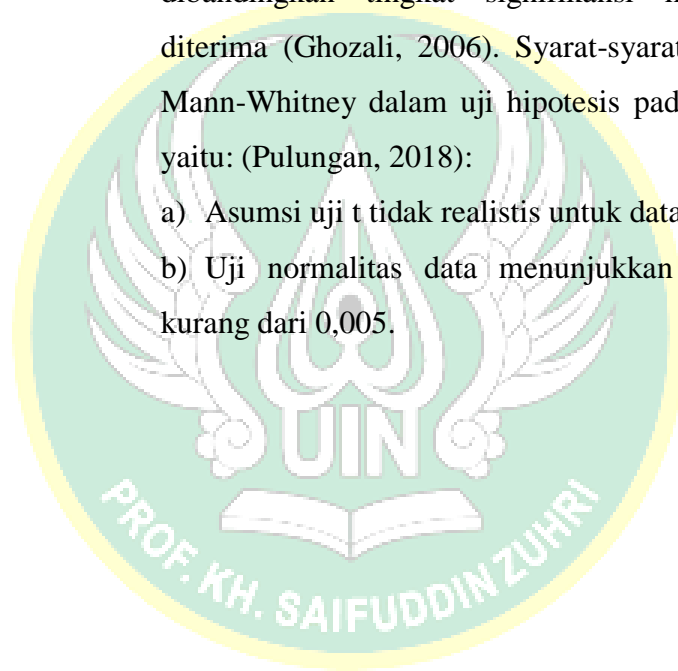 dibandingkan tingkat signifikansi
diterima (Ghozali, 2006). Syarat-syarat
Mann-Whitney dalam uji hipotesis pad
yaitu: (Pulungan, 2018):
a) Asumsi uji t tidak realistis untuk data
b) Uji normalitas data menunjukkan
kurang dari 0,005.
UIN
PROF. KH. SAIFUDDIN ZUHRI